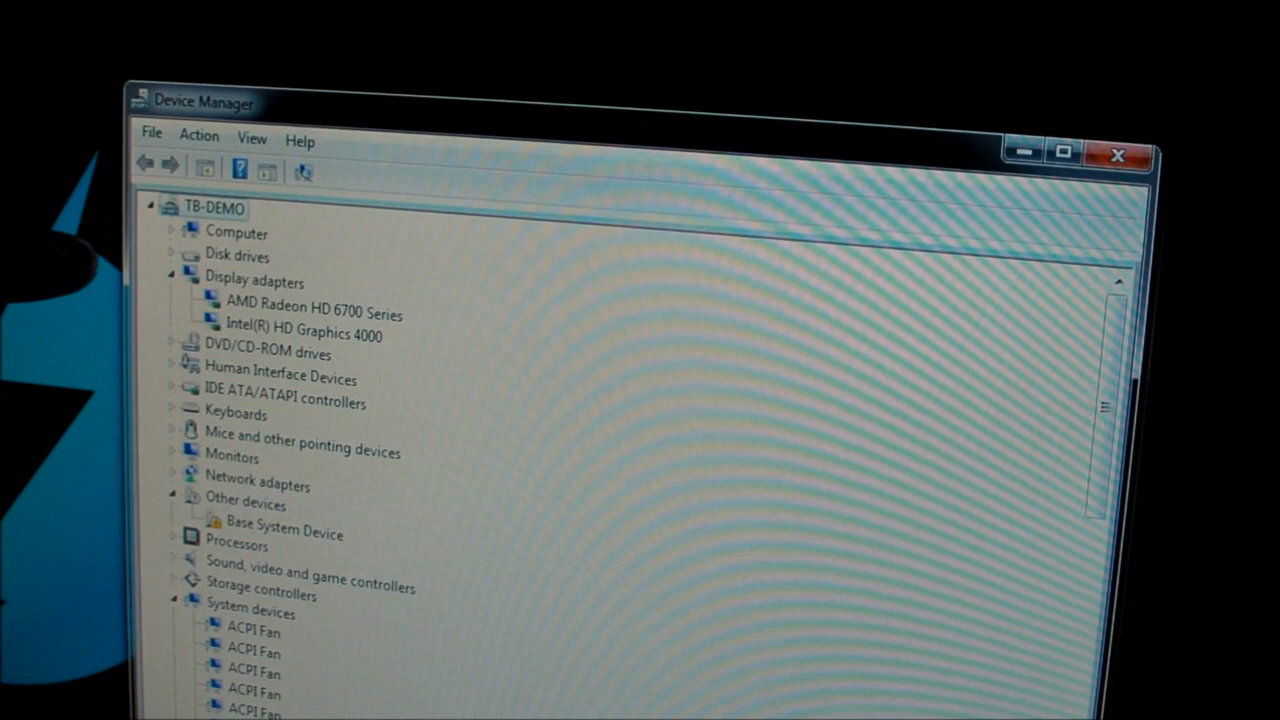 Device Manager
File Action View Help
TB-DEMO
Computer
Disk drives
Display adapters
AMD Radeon HD 6700 Series
Intel(R) HD Graphics 4000
DVD/CD-ROM drives
Human Interface Devices
IDE ATA/ATAPI controllers
Keyboards
Mice and other pointing devices
Monitors
Network adapters
Other devices
Base System Device
Processors
Sound, video and game controllers
Storage controllers
System devices
ACPI Fan
ACPI Fan
ACPI Fan
ACPI Fan
ACPI Fan